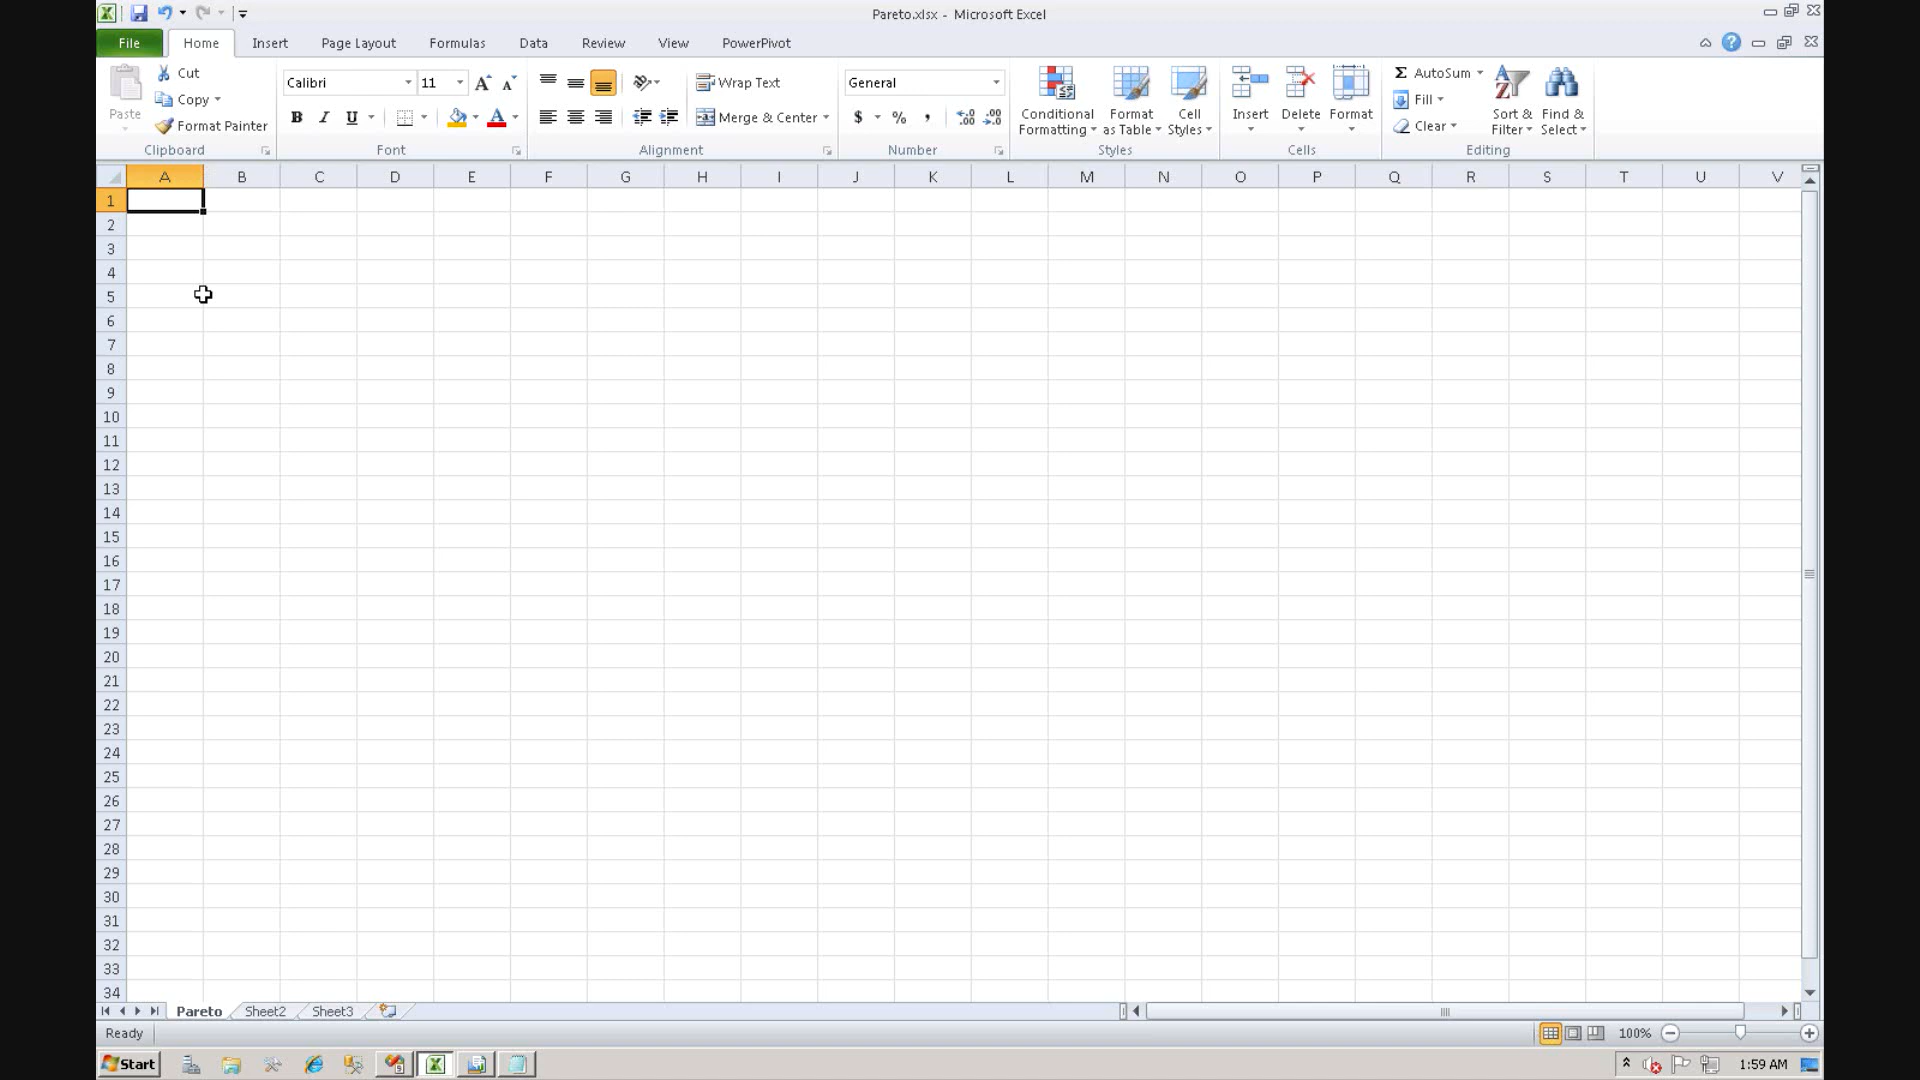 Pareto.xlsx - Microsoft Excel
File Home Insert Page Layout Formulas Data Review View PowerPivot
Paste Cut Copy Format Painter Clipboard
Calibri 11 B I U A Font
Wrap Text Merge & Center Alignment
General $ % , .00 Number
Conditional Formatting Format as Table Cell Styles Styles
Insert Delete Format Cells
Σ AutoSum Fill Clear Sort & Filter Find & Select Editing
A B C D E F G H I J K L M N O P Q R S T U V
1
2
3
4
5
6
7
8
9
10
11
12
13
14
15
16
17
18
19
20
21
22
23
24
25
26
27
28
29
30
31
32
33
34
Pareto Sheet2 Sheet3
Ready 100%
Start 1:59 AM